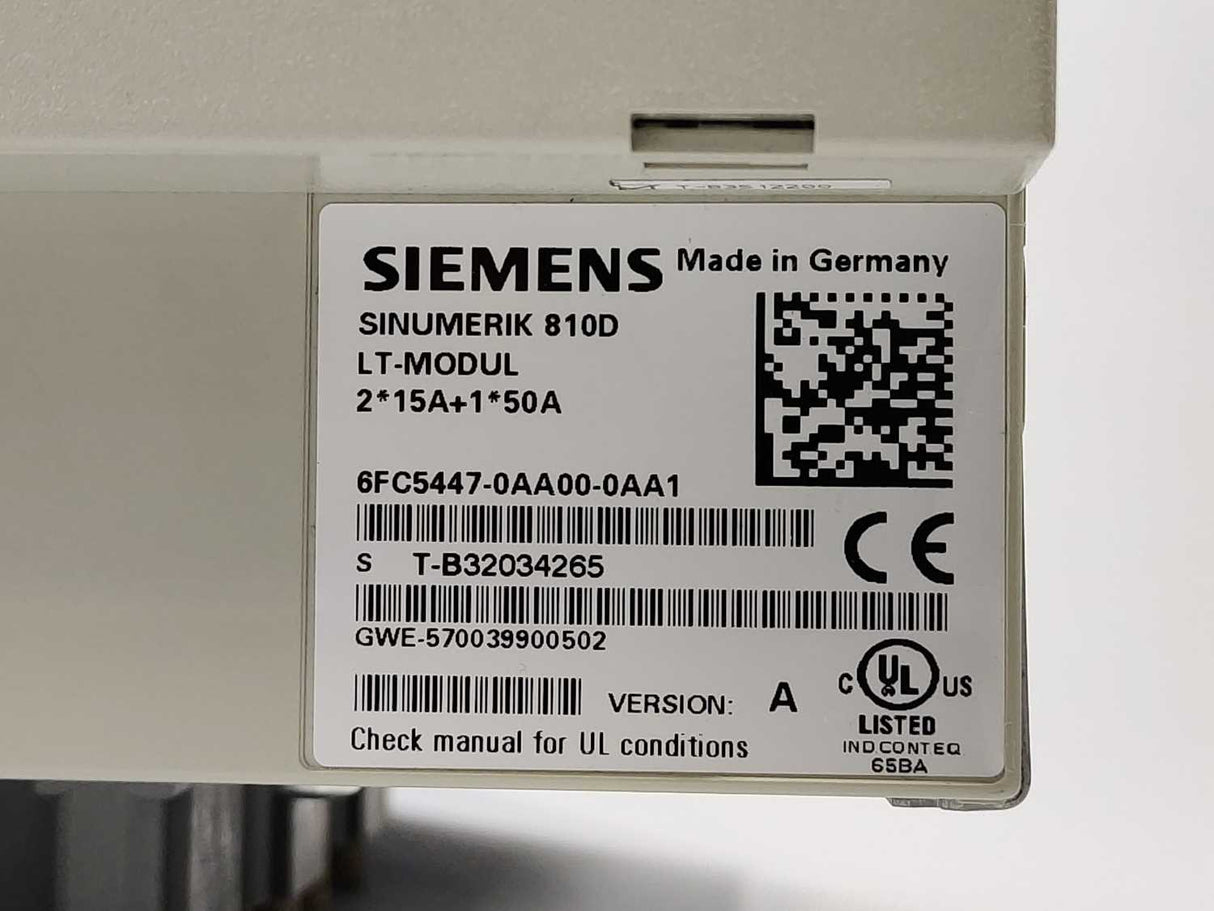 T-B3512200
SIEMENS Made in Germany
SINUMERIK 810D
LT-MODUL
2*15A+1*50A
6FC5447-0AA00-0AA1
S T-B32034265
GWE-570039900502
VERSION: A
Check manual for UL conditions
CE
C UL US
LISTED
IND CONT EQ
65BA